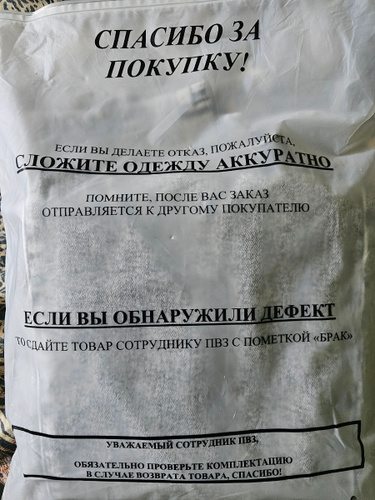 СПАСИБО ЗА
ПОКУПКУ!
ЕСЛИ ВЫ ДЕЛАЕТЕ ОТКАЗ, ПОЖАЛУЙСТА,
СЛОЖИТЕ ОДЕЖДУ АККУРАТНО
ПОМНИТЕ, ПОСЛЕ ВАС ЗАКАЗ
ОТПРАВЛЯЕТСЯ К ДРУГОМУ ПОКУПАТЕЛЮ
ЕСЛИ ВЫ ОБНАРУЖИЛИ ДЕФЕКТ
ТО СДАЙТЕ ТОВАР СОТРУДНИКУ ПВЗ С ПОМЕТКОЙ «БРАК»
УВАЖАЕМЫЙ СОТРУДНИК ПВЗ,
ОБЯЗАТЕЛЬНО ПРОВЕРЬТЕ КОМПЛЕКТАЦИЮ
В СЛУЧАЕ ВОЗВРАТА ТОВАРА, СПАСИБО!